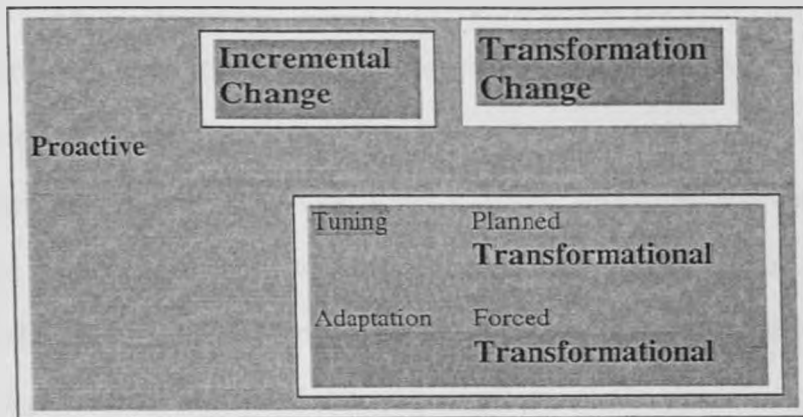 Incremental Change
Transformation Change
Proactive
Tuning Planned
Transformational
Adaptation Forced
Transformational